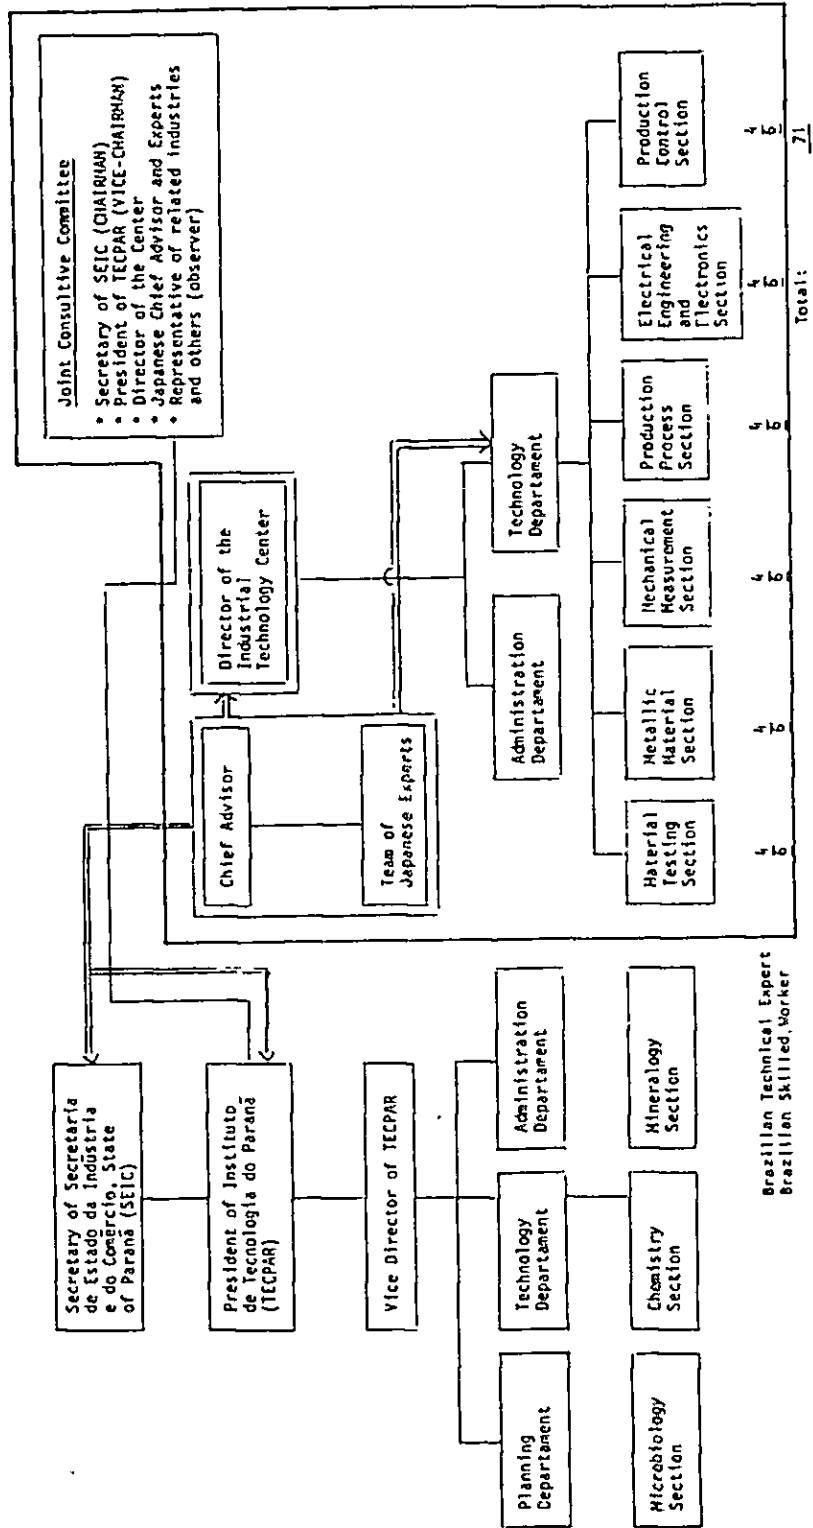 Secretary of Secretaria
de Estado da Indústria
e do Comércio, State
of Paraná (SEIC)
President of Instituto
de Tecnologia do Paraná
(TECPAR)
Vice Director of TECPAR
Planning
Departament
Technology
Departament
Administration
Departament
Microbiology
Section
Chemistry
Section
Mineralogy
Section
Joint Consultive Committee
* Secretary of SEIC (CHAIRMAN)
* President of TECPAR (VICE-CHAIRMAN)
* Director of the Center
* Japanese Chief Advisor and Experts
* Representative of related industries
and others (observer)
Chief Advisor
Team of
Japanese Experts
Director of the
Industrial
Technology Center
Administration
Departament
Technology
Departament
Material
Testing
Section
Metallic
Material
Section
Mechanical
Measurement
Section
Production
Process
Section
Electrical
Engineering
and
Electronics
Section
Production
Control
Section
Brazilian Technical Expert 4 4 4 4 4 4
Brazilian Skilled Worker 6 6 6 6 6 6
Total: 71